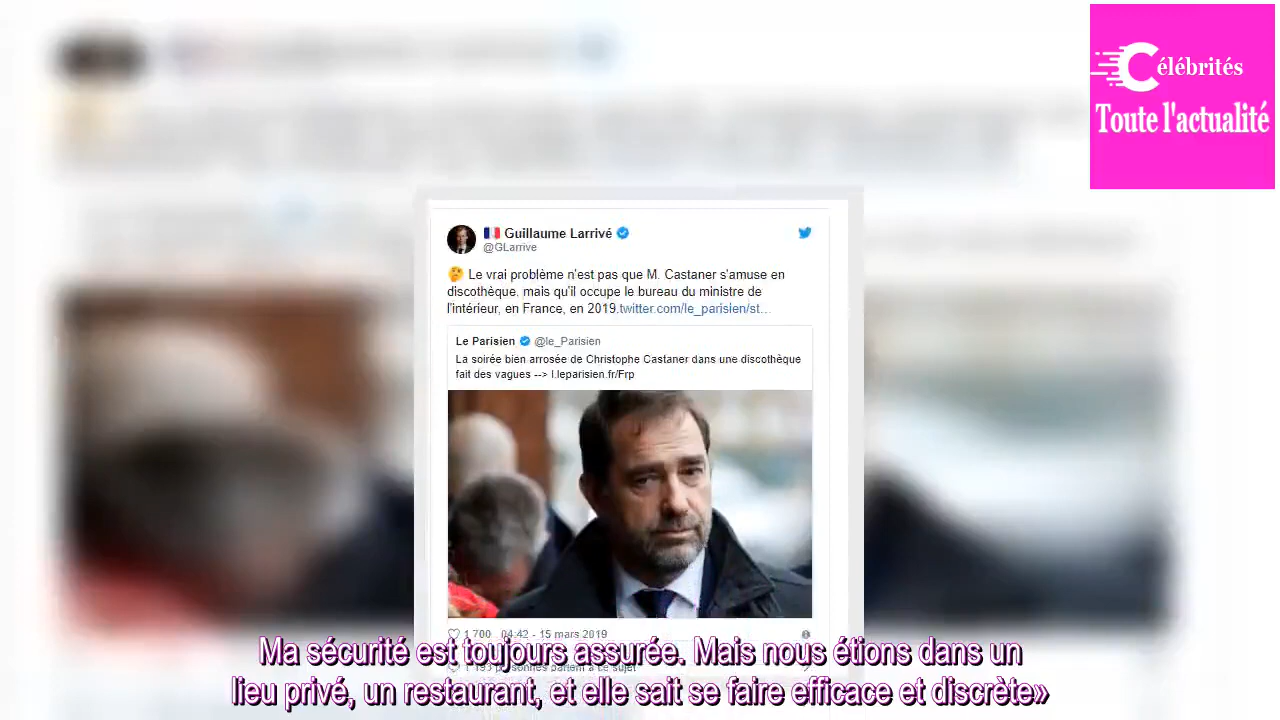 Célébrités
Toute l'actualité
Guillaume Larrivé
@GLarrive
🤔 Le vrai problème n'est pas que M. Castaner s'amuse en
discothèque. mais qu'il occupe le bureau du ministre de
l'intérieur, en France, en 2019.twitter.com/le_parisien/st…
Le Parisien @le_Parisien
La soirée bien arrosée de Christophe Castaner dans une discothèque
fait des vagues --> l.leparisien.fr/Frp
1 700 04:42 - 15 mars 2019
personnes parlent à ce sujet
Ma sécurité est toujours assurée. Mais nous étions dans un
lieu privé, un restaurant, et elle sait se faire efficace et discrète»